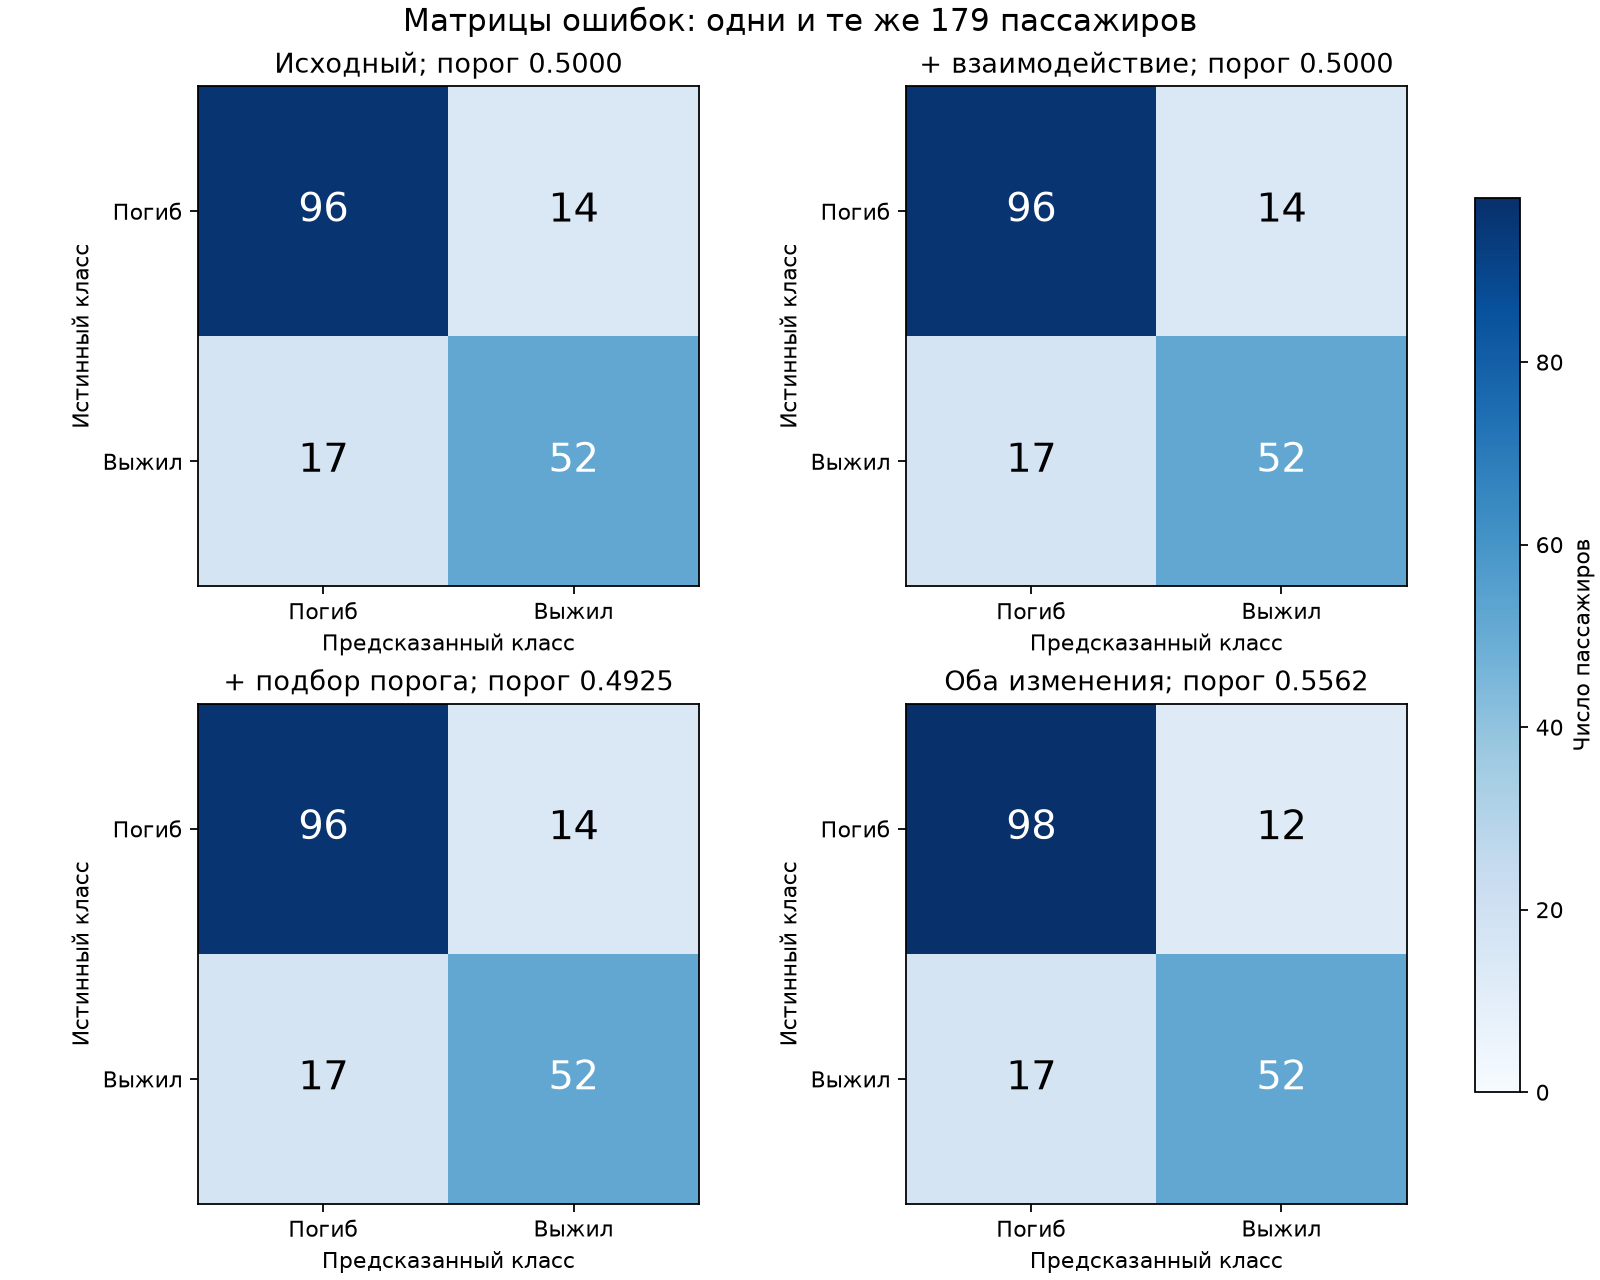 Матрицы ошибок: одни и те же 179 пассажиров
Исходный; порог 0.5000
Истинный класс
Погиб
96
14
Выжил
17
52
Погиб
Выжил
Предсказанный класс
+ взаимодействие; порог 0.5000
Истинный класс
Погиб
96
14
Выжил
17
52
Погиб
Выжил
Предсказанный класс
+ подбор порога; порог 0.4925
Истинный класс
Погиб
96
14
Выжил
17
52
Погиб
Выжил
Предсказанный класс
Оба изменения; порог 0.5562
Истинный класс
Погиб
98
12
Выжил
17
52
Погиб
Выжил
Предсказанный класс
80
60
40
20
0
Число пассажиров